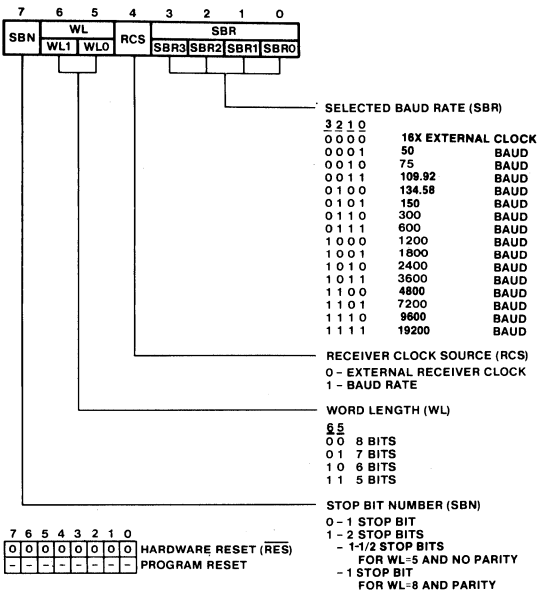 7 6 5 4 3 2 1 0
SBN WL RCS SBR
WL1 WL0 SBR3 SBR2 SBR1 SBR0
SELECTED BAUD RATE (SBR)
3 2 1 0
0 0 0 0 16X EXTERNAL CLOCK
0 0 0 1 50 BAUD
0 0 1 0 75 BAUD
0 0 1 1 109.92 BAUD
0 1 0 0 134.58 BAUD
0 1 0 1 150 BAUD
0 1 1 0 300 BAUD
0 1 1 1 600 BAUD
1 0 0 0 1200 BAUD
1 0 0 1 1800 BAUD
1 0 1 0 2400 BAUD
1 0 1 1 3600 BAUD
1 1 0 0 4800 BAUD
1 1 0 1 7200 BAUD
1 1 1 0 9600 BAUD
1 1 1 1 19200 BAUD
RECEIVER CLOCK SOURCE (RCS)
0 – EXTERNAL RECEIVER CLOCK
1 – BAUD RATE
WORD LENGTH (WL)
6 5
0 0 8 BITS
0 1 7 BITS
1 0 6 BITS
1 1 5 BITS
STOP BIT NUMBER (SBN)
0 – 1 STOP BIT
1 – 2 STOP BITS
– 1-1/2 STOP BITS
FOR WL=5 AND NO PARITY
– 1 STOP BIT
FOR WL=8 AND PARITY
7 6 5 4 3 2 1 0
0 0 0 0 0 0 0 0 HARDWARE RESET (RES)
– – – – – – – – PROGRAM RESET